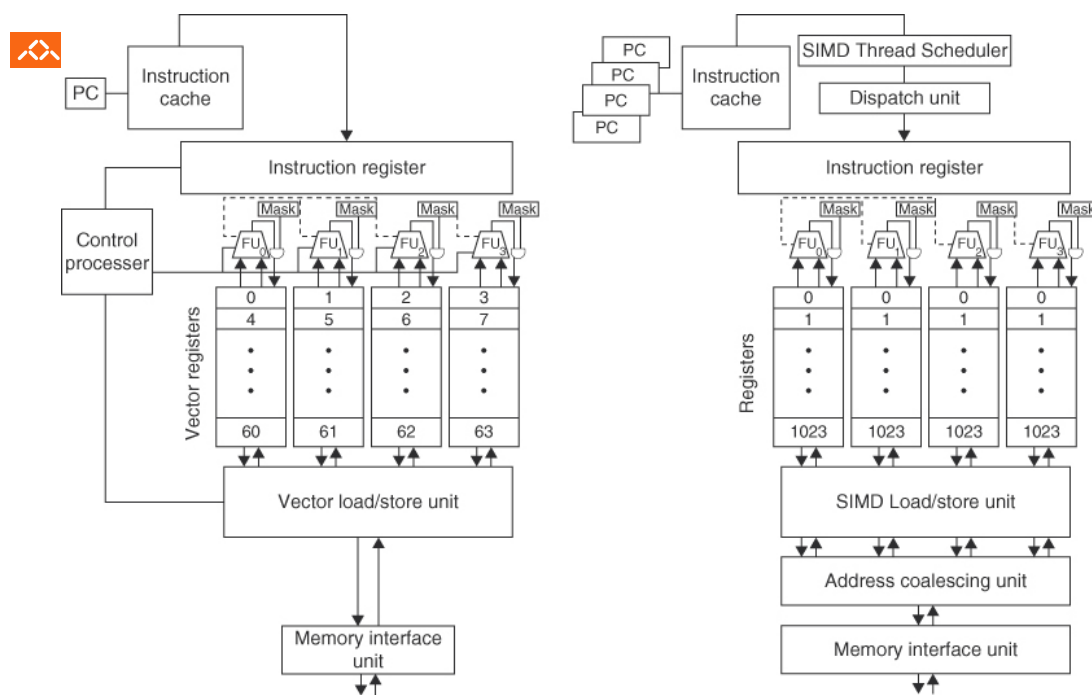 PC
Instruction
cache
Instruction register
Control
processer
Mask
Mask
Mask
Mask
FU0
FU1
FU2
FU3
Vector registers
0 1 2 3
4 5 6 7
60 61 62 63
Vector load/store unit
Memory interface
unit
PC
PC
PC
PC
Instruction
cache
SIMD Thread Scheduler
Dispatch unit
Instruction register
Mask
Mask
Mask
Mask
FU0
FU1
FU2
FU3
Registers
0 0 0 0
1 1 1 1
1023 1023 1023 1023
SIMD Load/store unit
Address coalescing unit
Memory interface unit